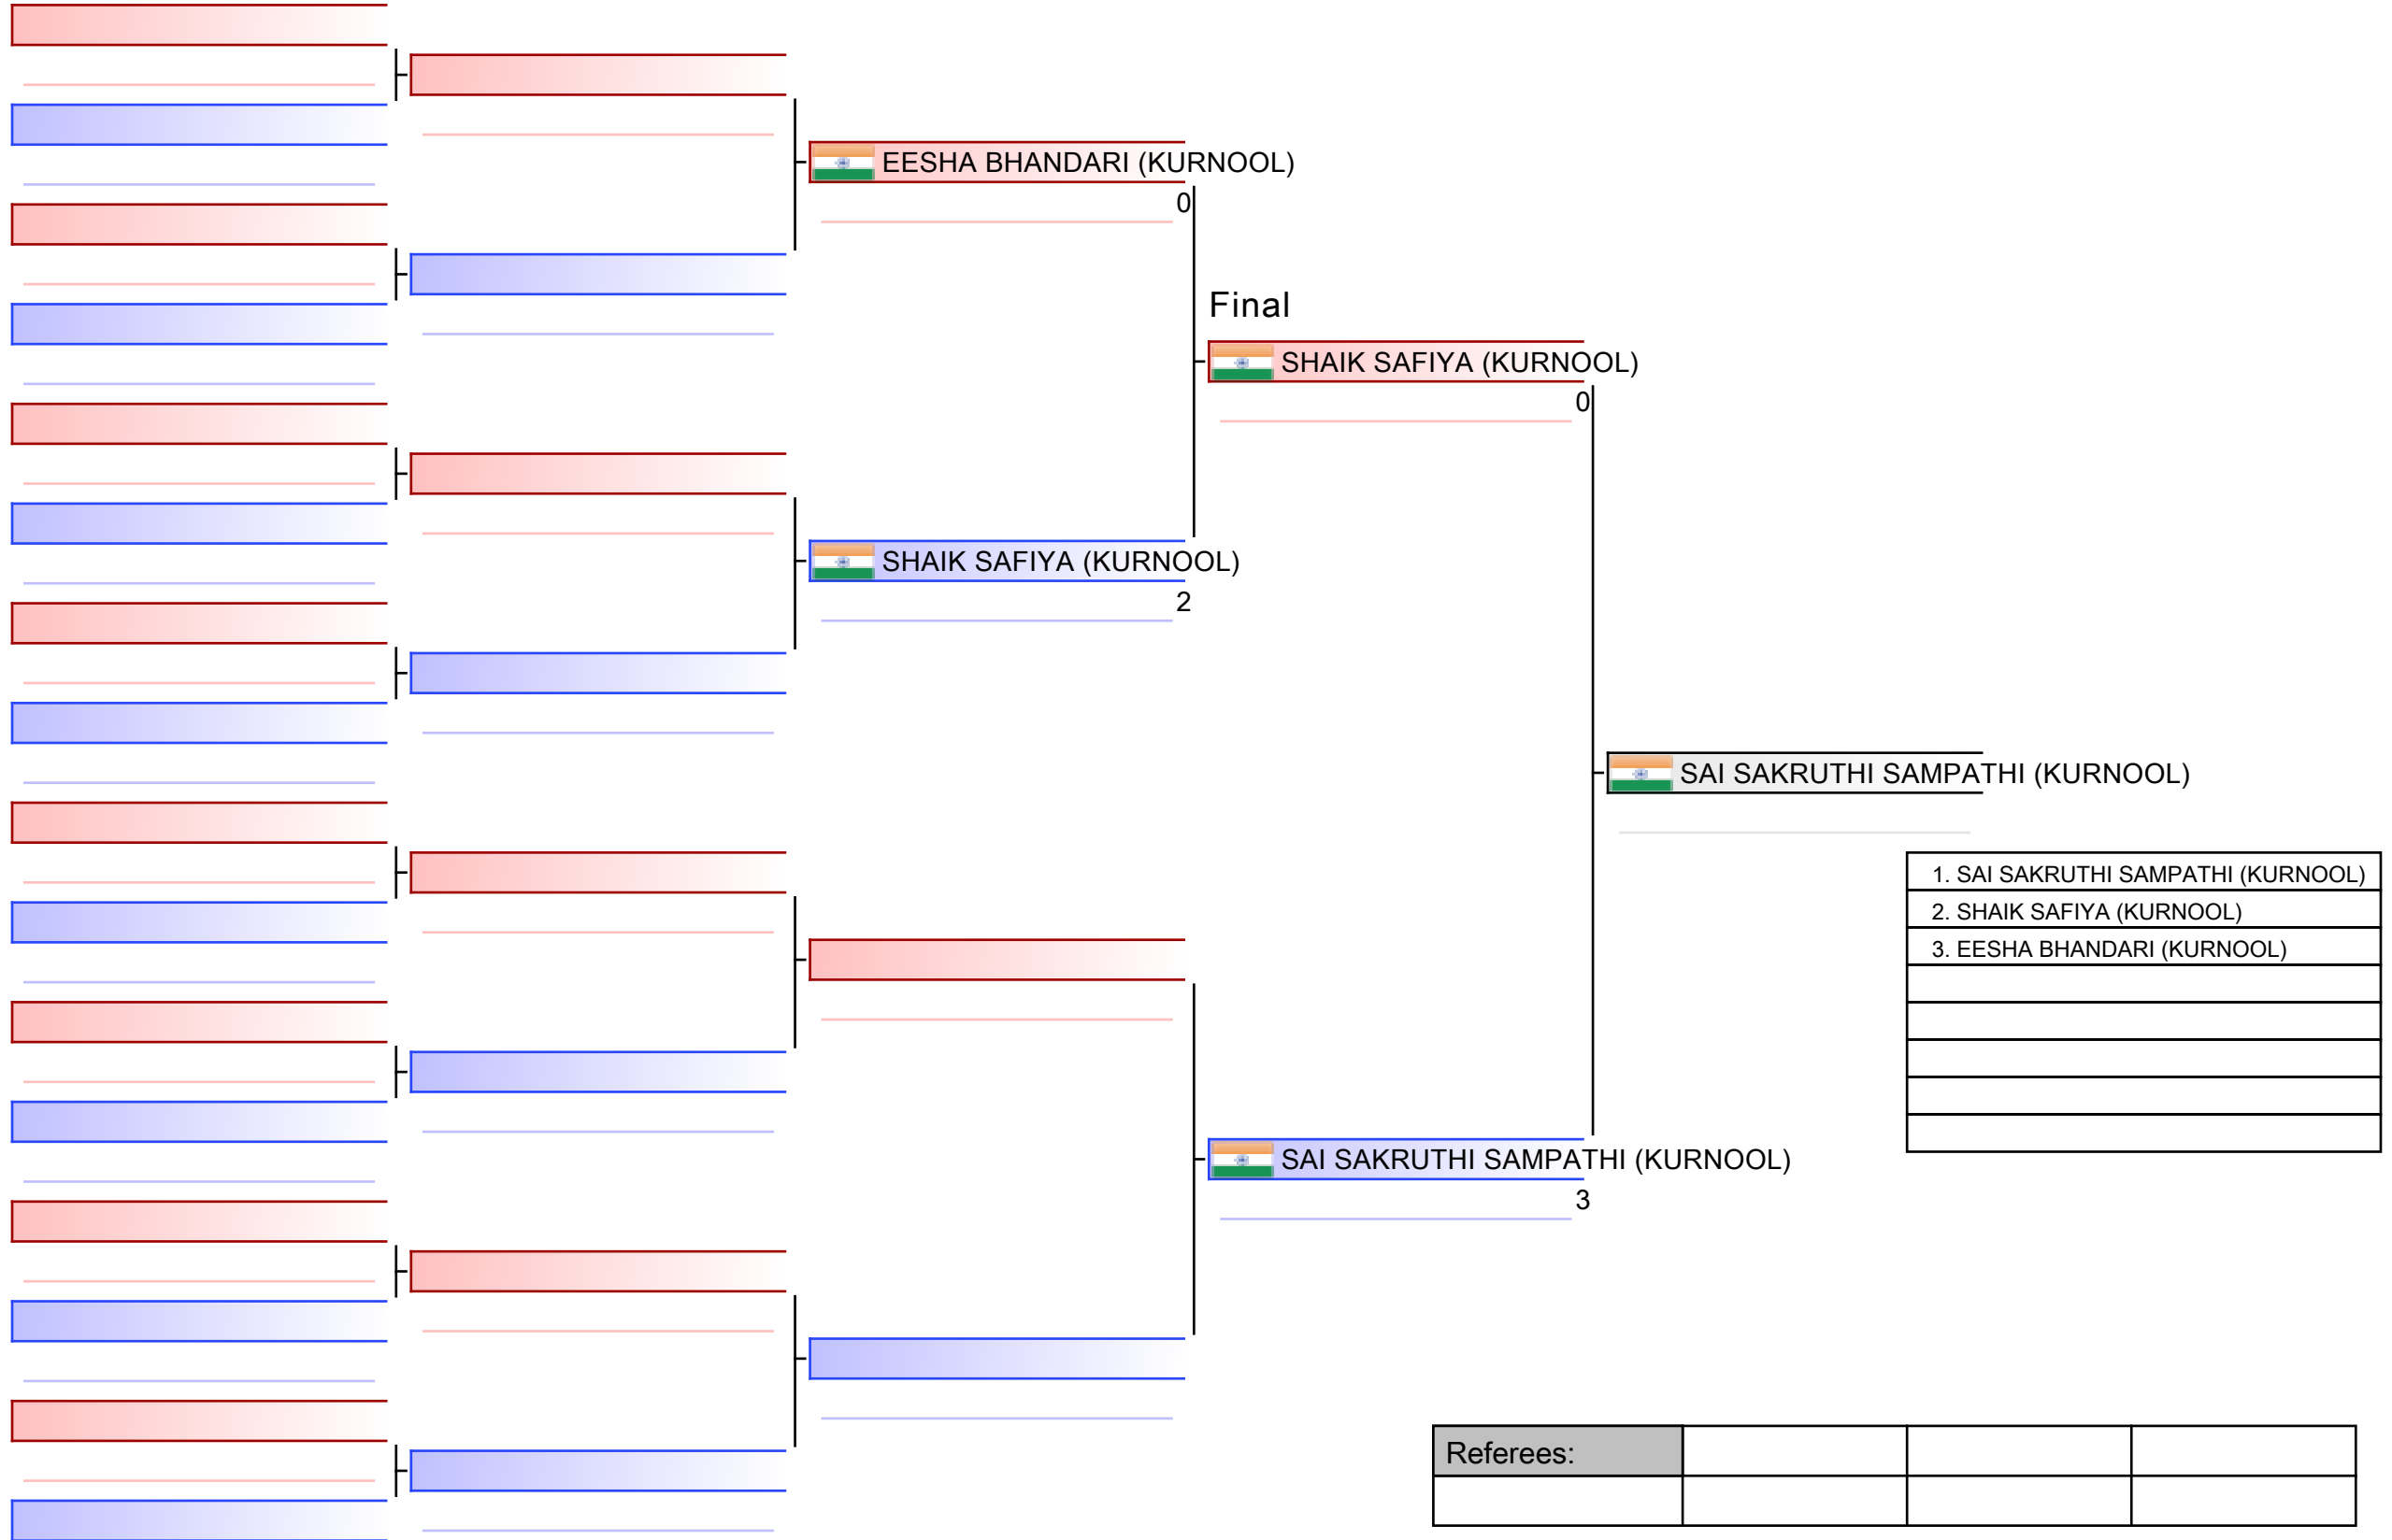 EESHA BHANDARI (KURNOOL)
0
Final
SHAIK SAFIYA (KURNOOL)
0
SHAIK SAFIYA (KURNOOL)
2
SAI SAKRUTHI SAMPATHI (KURNOOL)
1. SAI SAKRUTHI SAMPATHI (KURNOOL)
2. SHAIK SAFIYA (KURNOOL)
3. EESHA BHANDARI (KURNOOL)
SAI SAKRUTHI SAMPATHI (KURNOOL)
3
Referees: